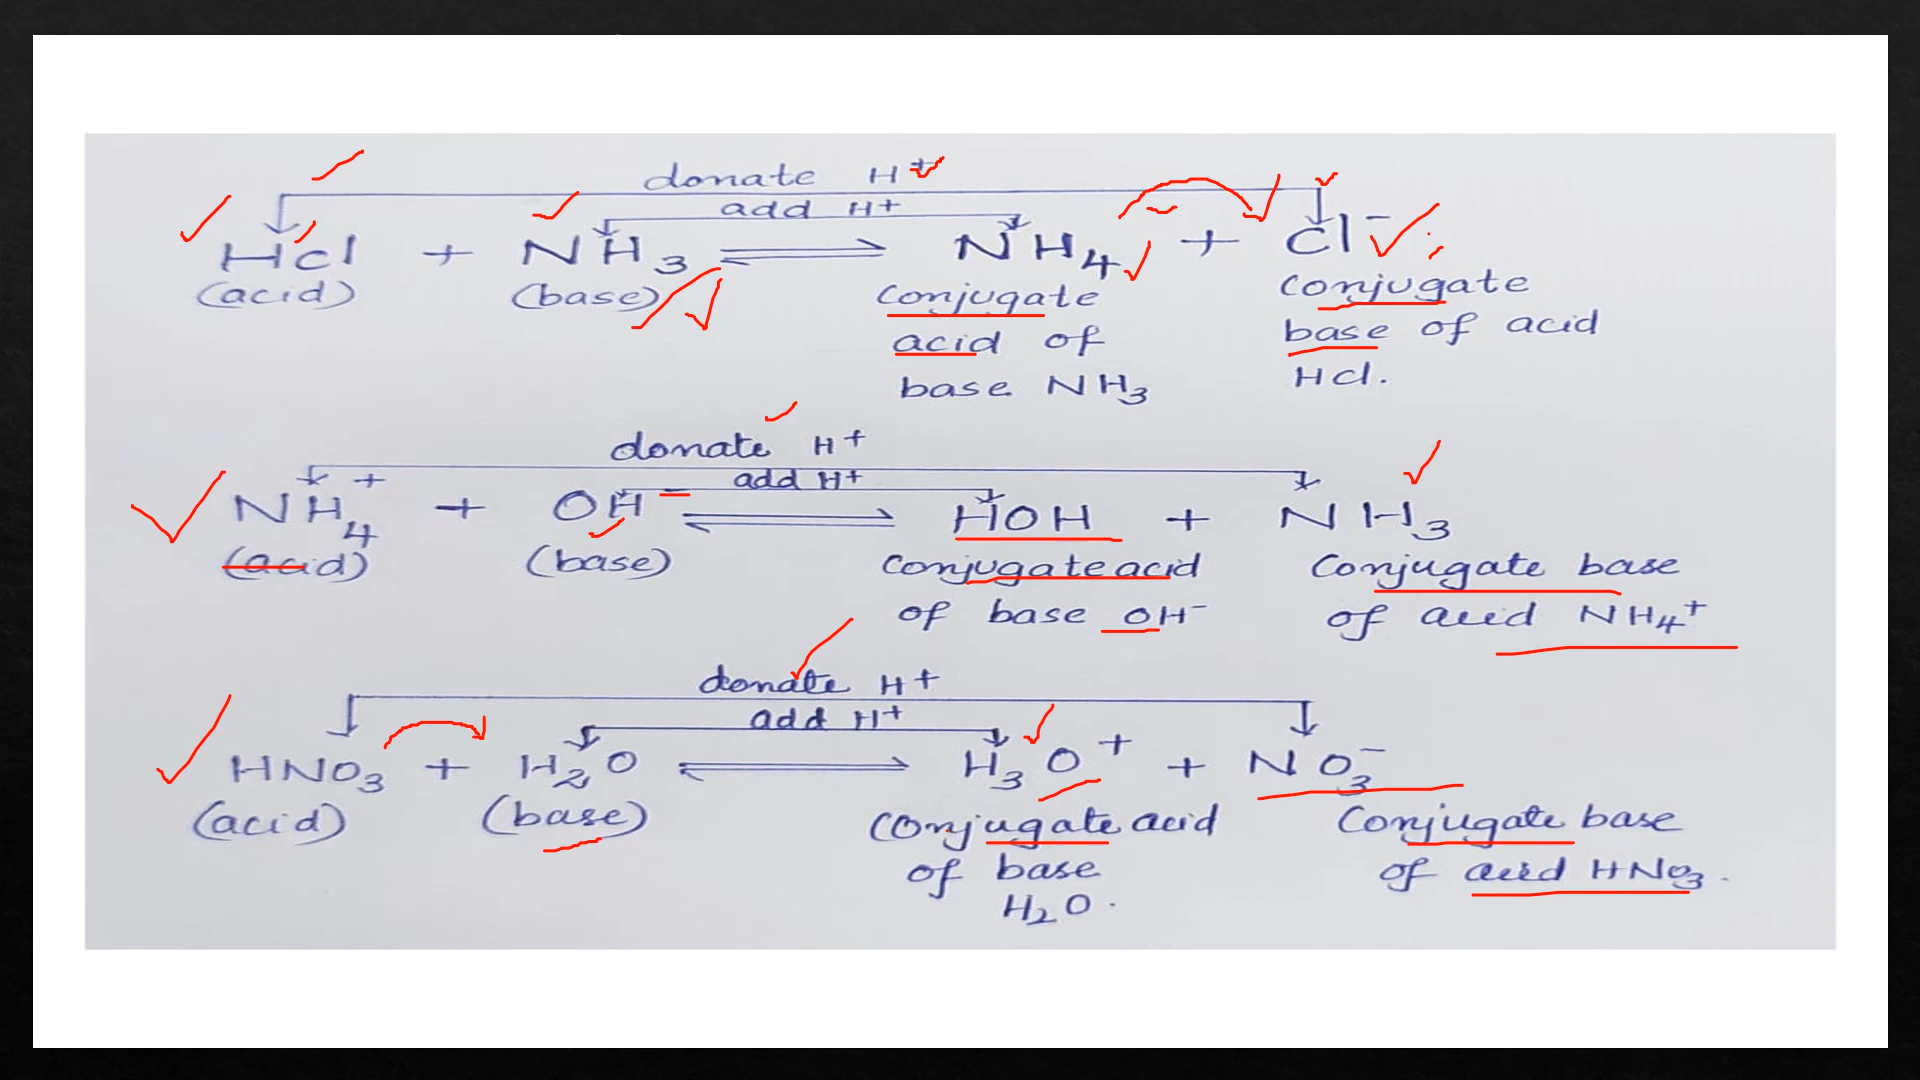 donate H+
add H+
Hcl + NH3 ⇌ NH4 + Cl-
(acid) (base) Conjugate acid of base NH3 Conjugate base of acid Hcl.
donate H+
add H+
NH4+ + OH- ⇌ HOH + NH3
(acid) (base) Conjugate acid of base OH- Conjugate base of acid NH4+
donate H+
add H+
HNO3 + H2O ⇌ H3O+ + NO3-
(acid) (base) Conjugate acid of base H2O. Conjugate base of acid HNO3.